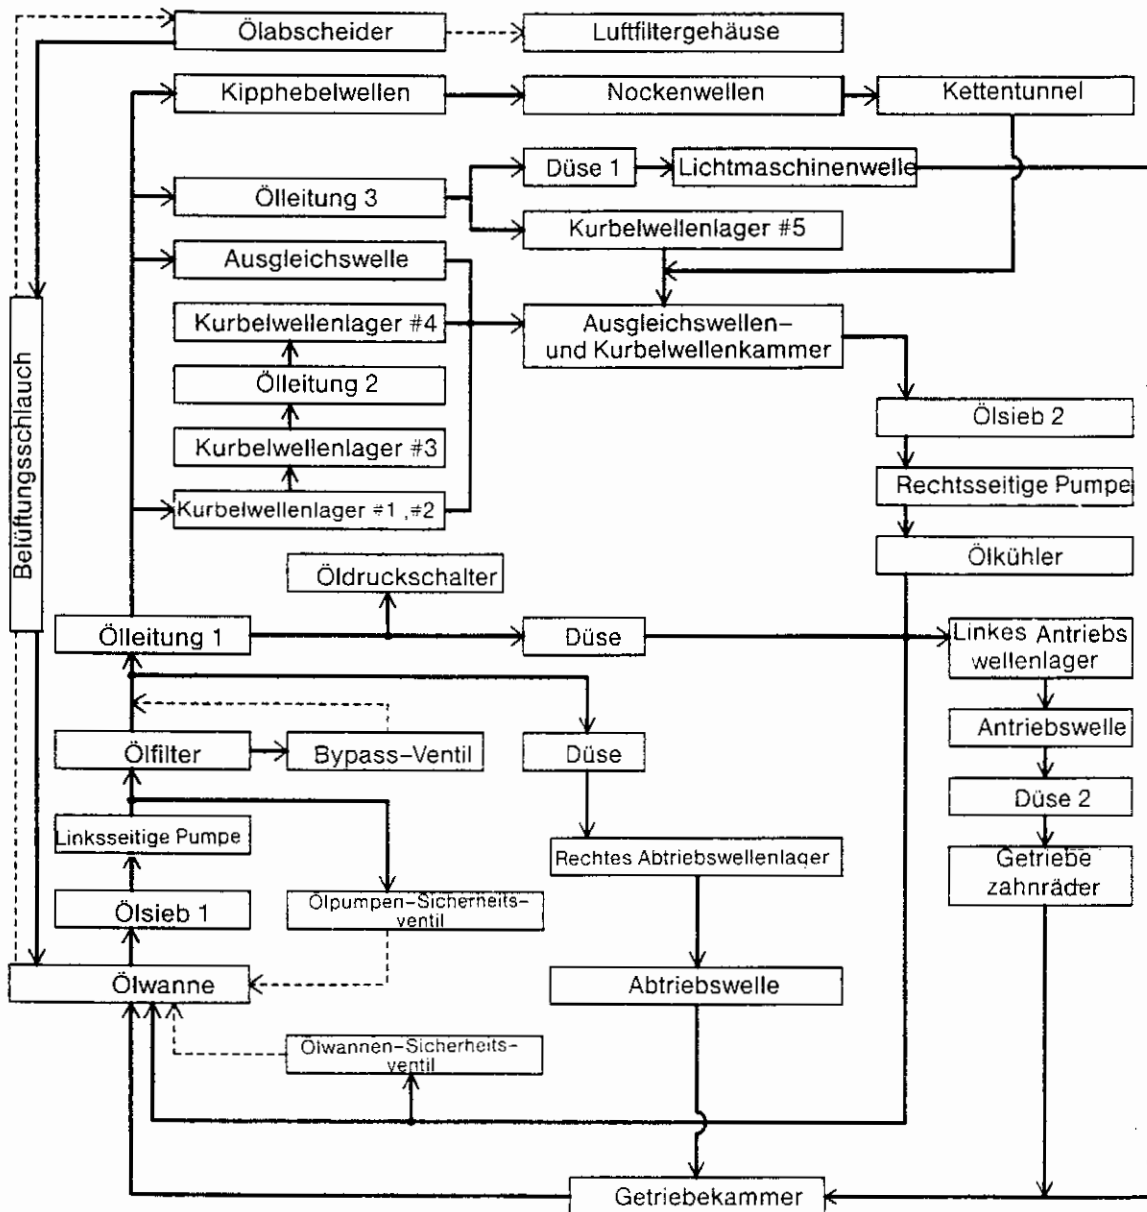 Ölabscheider
Luftfiltergehäuse
Kipphebelwellen
Nockenwellen
Kettentunnel
Düse 1
Lichtmaschinenwelle
Ölleitung 3
Kurbelwellenlager #5
Ausgleichswelle
Kurbelwellenlager #4
Ausgleichswellen-
und Kurbelwellenkammer
Ölleitung 2
Ölsieb 2
Kurbelwellenlager #3
Rechtsseitige Pumpe
Kurbelwellenlager #1 ,#2
Belüftungsschlauch
Ölkühler
Öldruckschalter
Ölleitung 1
Düse
Linkes Antriebs
wellenlager
Ölfilter
Bypass-Ventil
Düse
Antriebswelle
Düse 2
Linksseitige Pumpe
Rechtes Abtriebswellenlager
Getriebe
zahnräder
Ölsieb 1
Ölpumpen-Sicherheits-
ventil
Ölwanne
Abtriebswelle
Ölwannen-Sicherheits-
ventil
Getriebekammer